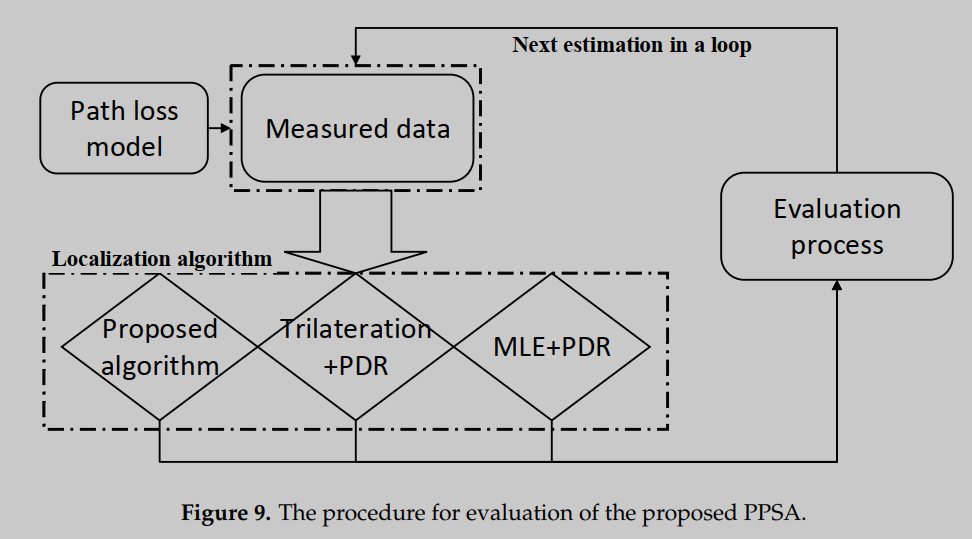 Next estimation in a loop
Path loss
model
Measured data
Evaluation
process
Localization algorithm
Proposed
algorithm
Trilateration
+PDR
MLE+PDR
Figure 9. The procedure for evaluation of the proposed PPSA.